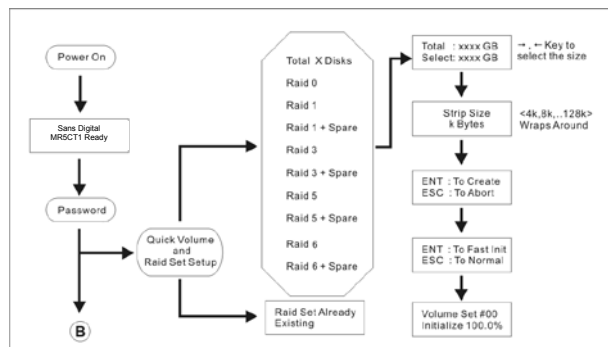 Power On
Sans Digital
MR5CT1 Ready
Password
B
Quick Volume
and
Raid Set Setup
Total X Disks
Raid 0
Raid 1
Raid 1 + Spare
Raid 3
Raid 3 + Spare
Raid 5
Raid 5 + Spare
Raid 6
Raid 6 + Spare
Raid Set Already
Existing
Total : xxxx GB
Select: xxxx GB
→ . ← Key to
select the size
Strip Size
k Bytes
<4k,8k,..128k>
Wraps Around
ENT : To Create
ESC : To Abort
ENT : To Fast Init
ESC : To Normal
Volume Set #00
Initialize 100.0%